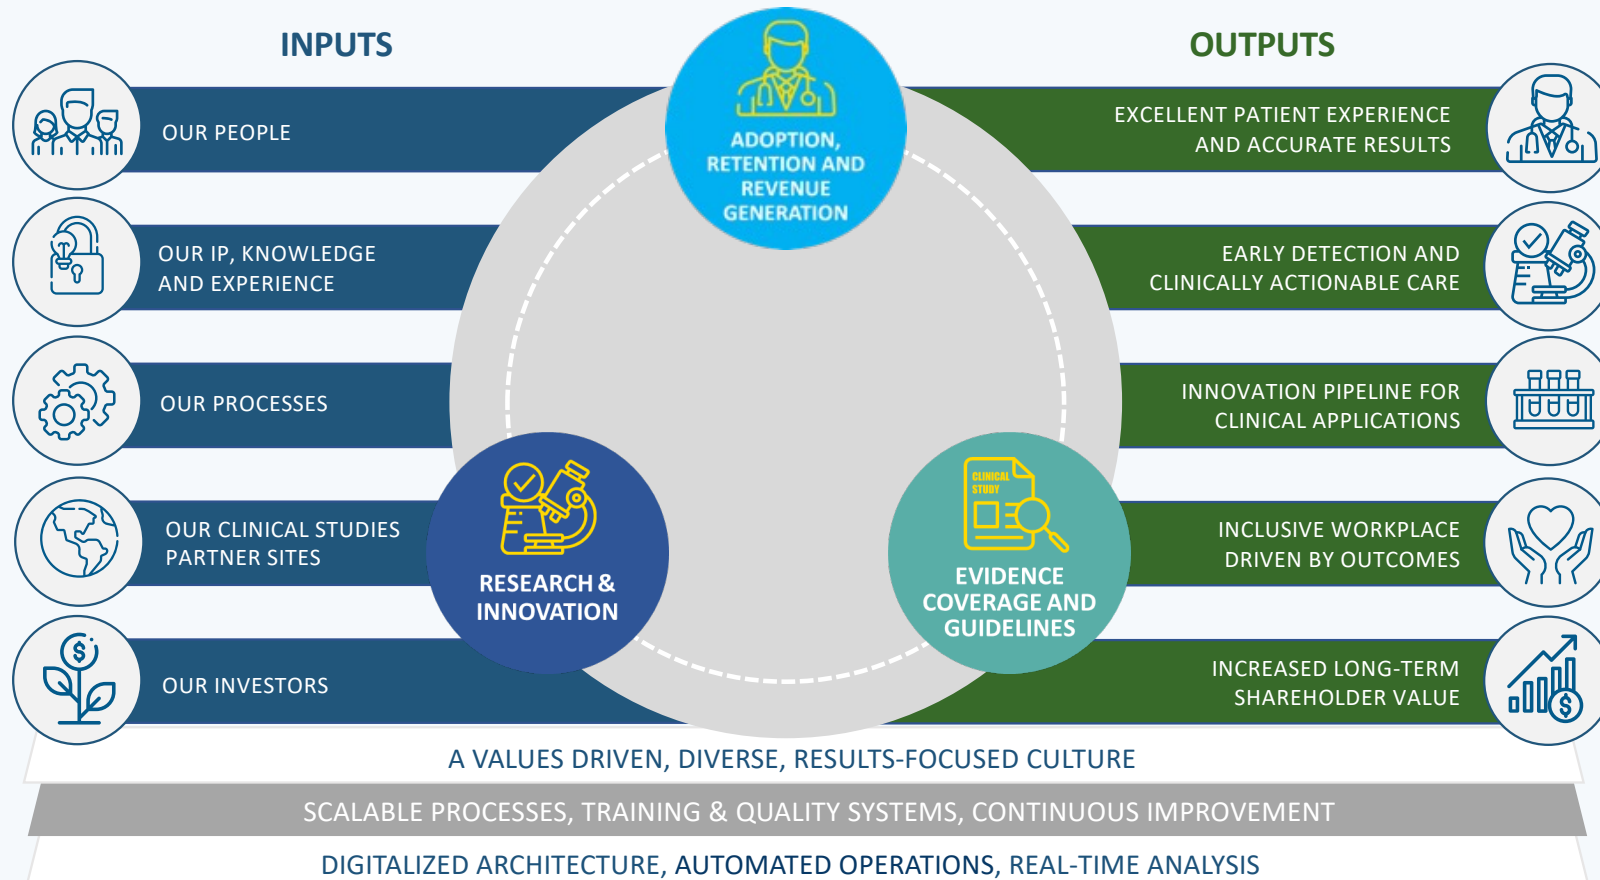 INPUTS
OUTPUTS
OUR PEOPLE
OUR IP, KNOWLEDGE
AND EXPERIENCE
OUR PROCESSES
OUR CLINICAL STUDIES
PARTNER SITES
OUR INVESTORS
ADOPTION,
RETENTION AND
REVENUE
GENERATION
RESEARCH &
INNOVATION
CLINICAL
STUDY
EVIDENCE
COVERAGE AND
GUIDELINES
EXCELLENT PATIENT EXPERIENCE
AND ACCURATE RESULTS
EARLY DETECTION AND
CLINICALLY ACTIONABLE CARE
INNOVATION PIPELINE FOR
CLINICAL APPLICATIONS
INCLUSIVE WORKPLACE
DRIVEN BY OUTCOMES
INCREASED LONG-TERM
SHAREHOLDER VALUE
$
$
A VALUES DRIVEN, DIVERSE, RESULTS-FOCUSED CULTURE
SCALABLE PROCESSES, TRAINING & QUALITY SYSTEMS, CONTINUOUS IMPROVEMENT
DIGITALIZED ARCHITECTURE, AUTOMATED OPERATIONS, REAL-TIME ANALYSIS